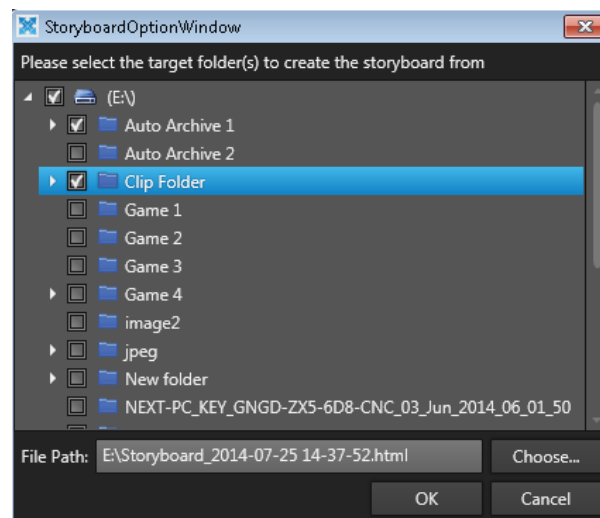 StoryboardOptionWindow
Please select the target folder(s) to create the storyboard from
(E:\)
Auto Archive 1
Auto Archive 2
Clip Folder
Game 1
Game 2
Game 3
Game 4
image2
jpeg
New folder
NEXT-PC_KEY_GNGD-ZX5-6D8-CNC_03_Jun_2014_06_01_50
File Path: E:\Storyboard_2014-07-25 14-37-52.html Choose...
OK Cancel